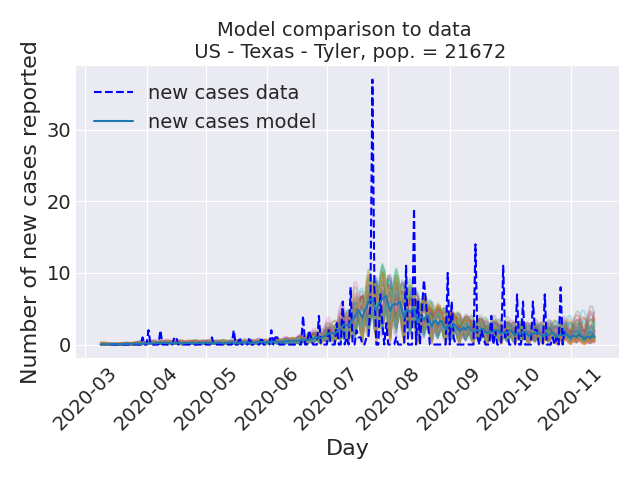 Model comparison to data
US - Texas - Tyler, pop. = 21672
new cases data
new cases model
Number of new cases reported
30
20
10
0
2020-03
2020-04
2020-05
2020-06
2020-07
2020-08
2020-09
2020-10
2020-11
Day